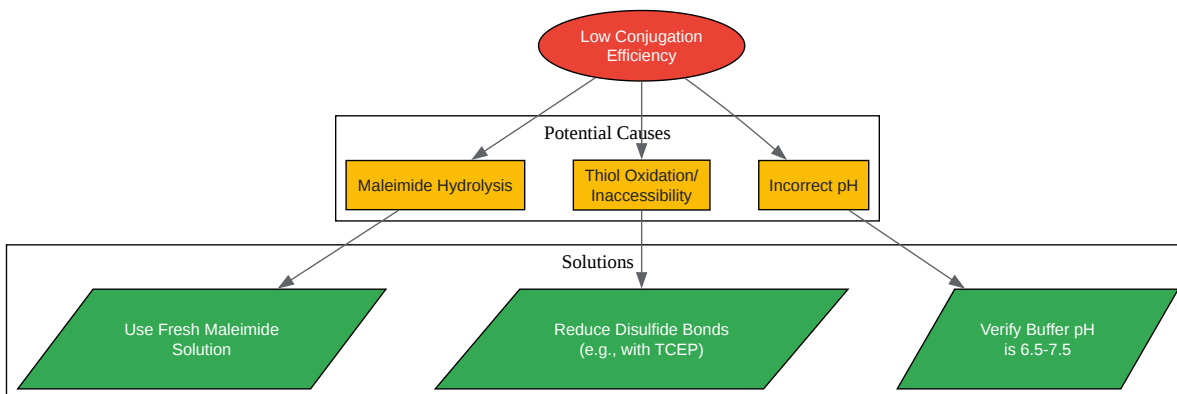 Low Conjugation
Efficiency
Potential Causes
Maleimide Hydrolysis
Thiol Oxidation/
Inaccessibility
Incorrect pH
Solutions
Use Fresh Maleimide
Solution
Reduce Disulfide Bonds
(e.g., with TCEP)
Verify Buffer pH
is 6.5-7.5